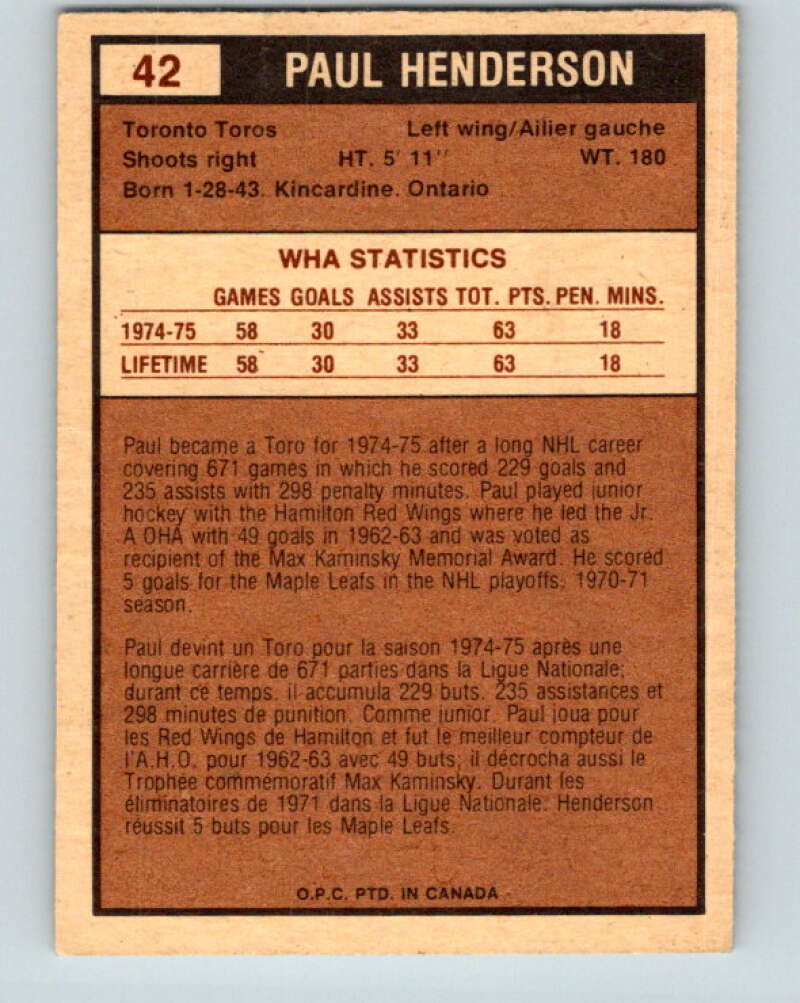 42 PAUL HENDERSON
Toronto Toros Left wing/Ailier gauche
Shoots right HT. 5' 11" WT. 180
Born 1-28-43. Kincardine. Ontario
WHA STATISTICS
GAMES GOALS ASSISTS TOT. PTS. PEN. MINS.
1974-75 58 30 33 63 18
LIFETIME 58 30 33 63 18
Paul became a Toro for 1974-75 after a long NHL career
covering 671 games in which he scored 229 goals and
235 assists with 298 penalty minutes. Paul played junior
hockey with the Hamilton Red Wings where he led the Jr.
A OHA with 49 goals in 1962-63 and was voted as
recipient of the Max Kaminsky Memorial Award. He scored
5 goals for the Maple Leafs in the NHL playoffs, 1970-71
season.
Paul devint un Toro pour la saison 1974-75 après une
longue carrière de 671 parties dans la Ligue Nationale;
durant ce temps, il accumula 229 buts, 235 assistances et
298 minutes de punition. Comme junior, Paul joua pour
les Red Wings de Hamilton et fut le meilleur compteur de
l'A.H.O. pour 1962-63 avec 49 buts; il décrocha aussi le
Trophée commémoratif Max Kaminsky. Durant les
éliminatoires de 1971 dans la Ligue Nationale, Henderson
réussit 5 buts pour les Maple Leafs.
O.P.C. PTD. IN CANADA